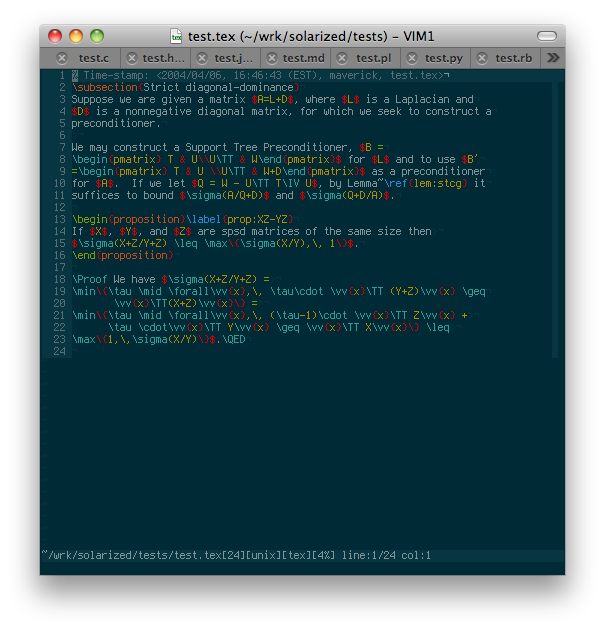 test.tex (~/wrk/solarized/tests) – VIM1
test.c test.h... test.j... test.md test.pl test.py test.rb
1 % Time-stamp: <2004/04/06, 16:46:43 (EST), maverick, test.tex>¬
2 \subsection{Strict diagonal-dominance}¬
3 Suppose we are given a matrix $A=L+D$, where $L$ is a Laplacian and¬
4 $D$ is a nonnegative diagonal matrix, for which we seek to construct a¬
5 preconditioner.¬
6 ¬
7 We may construct a Support Tree Preconditioner, $B =¬
8 \begin{pmatrix} T & U\\U\TT & W\end{pmatrix}$ for $L$ and to use $B'¬
9 =\begin{pmatrix} T & U \\U\TT & W+D\end{pmatrix}$ as a preconditioner¬
10 for $A$.  If we let $Q = W - U\TT T\IV U$, by Lemma~\ref{lem:stcg} it¬
11 suffices to bound $\sigma(A/Q+D)$ and $\sigma(Q+D/A)$.¬
12 ¬
13 \begin{proposition}\label{prop:XZ-YZ}¬
14 If $X$, $Y$, and $Z$ are spsd matrices of the same size then¬
15 $\sigma(X+Z/Y+Z) \leq \max\{\sigma(X/Y),\, 1\}$.¬
16 \end{proposition}¬
17 ¬
18 \Proof We have $\sigma(X+Z/Y+Z) =¬
19 \min\{\tau \mid \forall\vv{x},\, \tau\cdot \vv{x}\TT (Y+Z)\vv{x} \geq¬
20 \vv{x}\TT(X+Z)\vv{x}\} =¬
21 \min\{\tau \mid \forall\vv{x},\, (\tau-1)\cdot \vv{x}\TT Z\vv{x} +¬
22 \tau \cdot\vv{x}\TT Y\vv{x} \geq \vv{x}\TT X\vv{x}\} \leq¬
23 \max\{1,\,\sigma(X/Y)\}$.\QED¬
24
~/wrk/solarized/tests/test.tex[24][unix][tex][4%] line:1/24 col:1